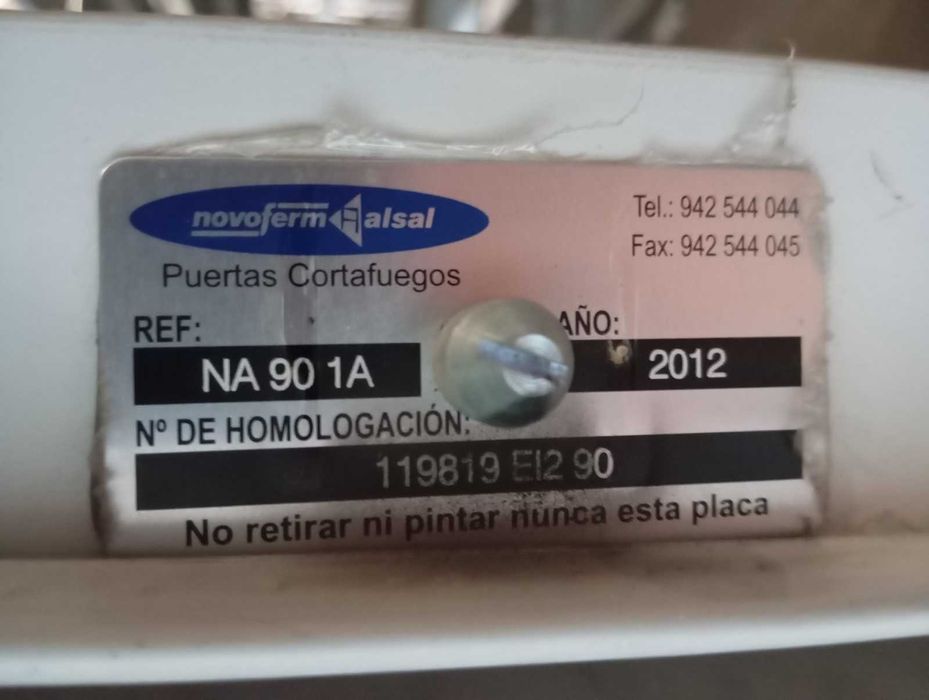 novoferm alsal
Tel.: 942 544 044
Fax: 942 544 045
Puertas Cortafuegos
REF:
AÑO:
NA 90 1A
2012
Nº DE HOMOLOGACIÓN:
119819 EI2 90
No retirar ni pintar nunca esta placa